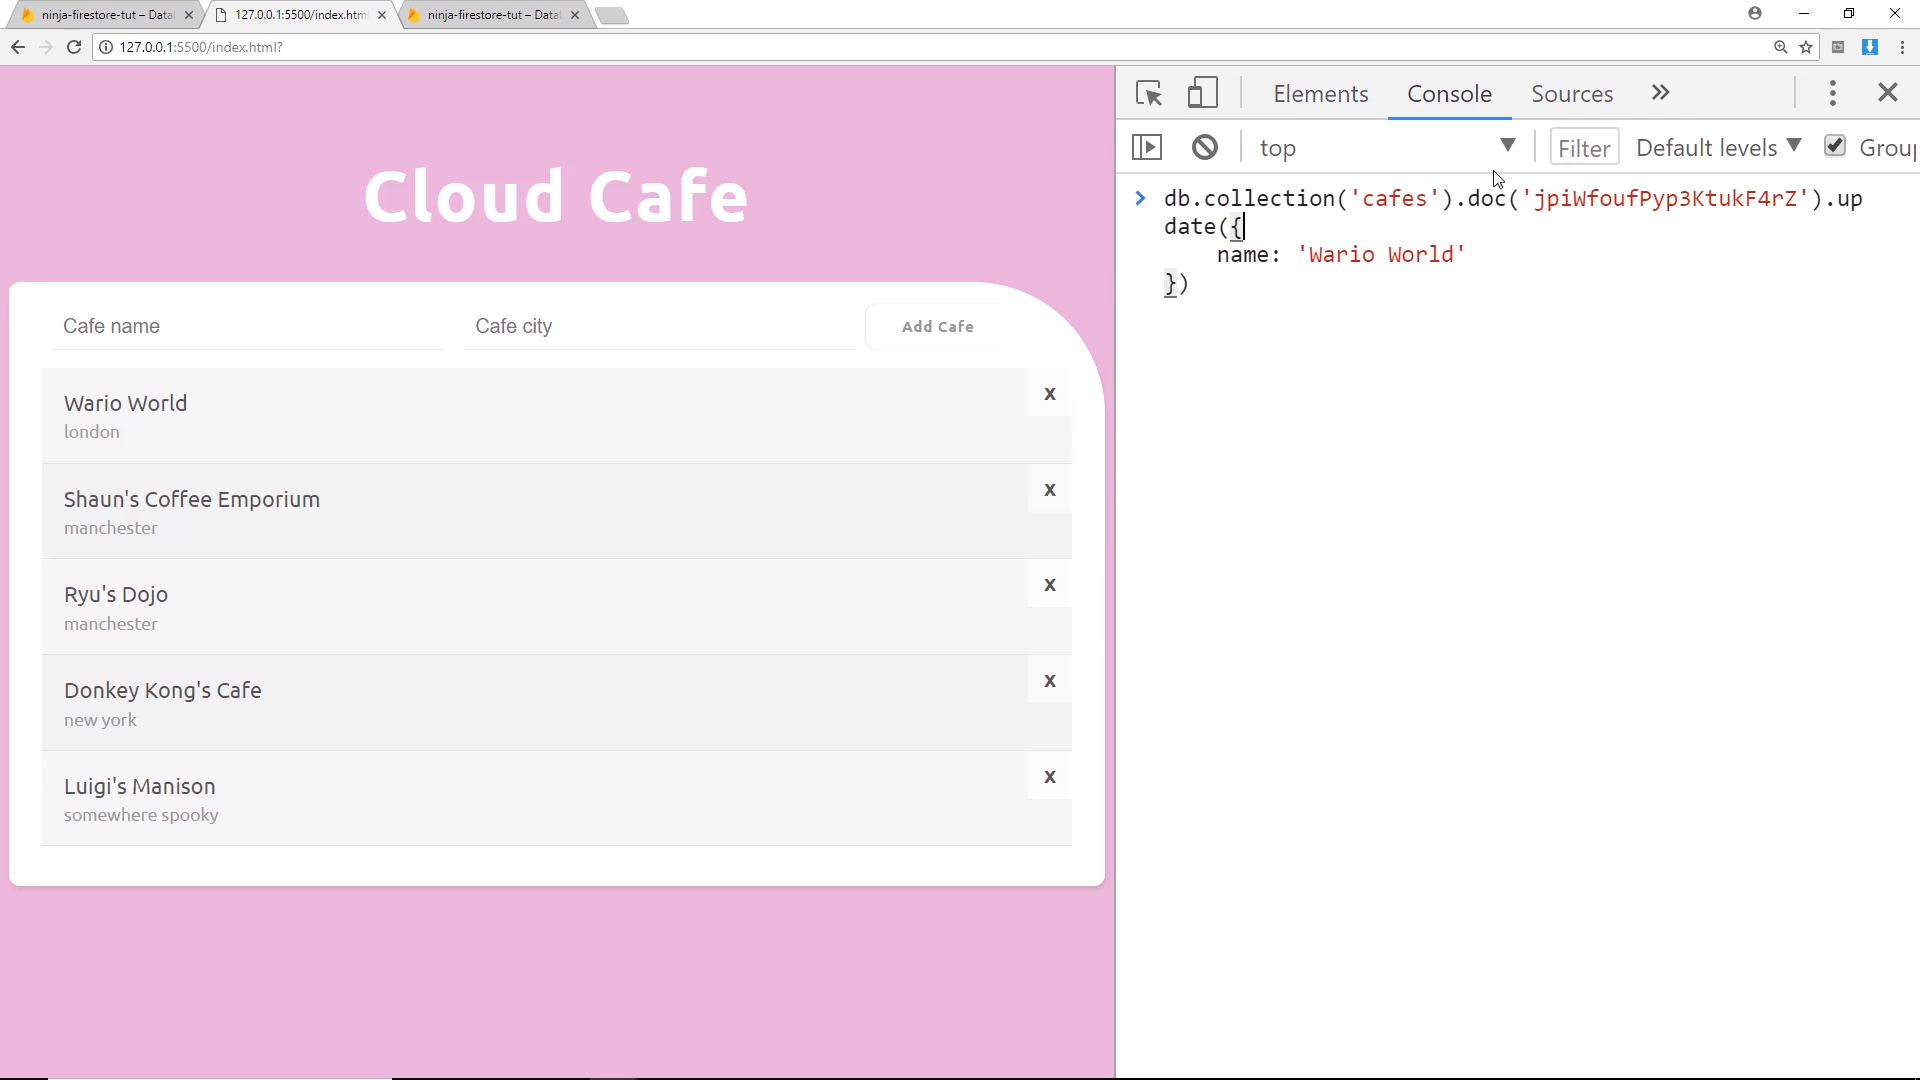 ninja-firestore-tut – Data
127.0.0.1:5500/index.htm
ninja-firestore-tut – Data
127.0.0.1:5500/index.html?
Elements
Console
Sources
top
Filter
Default levels
Group
db.collection('cafes').doc('jpiWfoufPyp3KtukF4rZ').up
date({
name: 'Wario World'
})
Cloud Cafe
Cafe name
Cafe city
Add Cafe
Wario World
x
london
Shaun's Coffee Emporium
x
manchester
Ryu's Dojo
x
manchester
Donkey Kong's Cafe
x
new york
Luigi's Manison
x
somewhere spooky